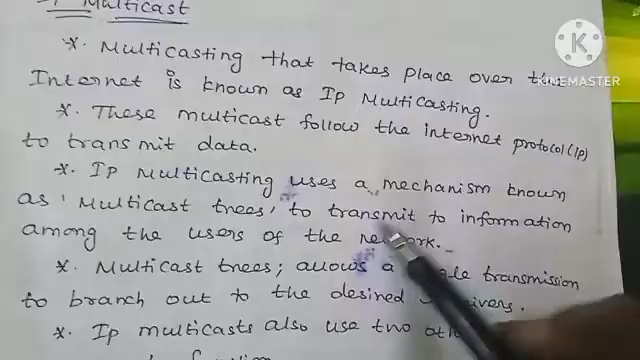 Multicast
*. Multicasting that takes place over the
Internet is known as Ip Multicasting.
*. These multicast follow the internet protocol (Ip)
to transmit data.
*. Ip Multicasting uses a mechanism known
as 'Multicast trees' to transmit to information
among the users of the
*. Multicast trees; allows a transmission
to branch out to the desired
*. Ip multicasts also use two
K
KINEMASTER